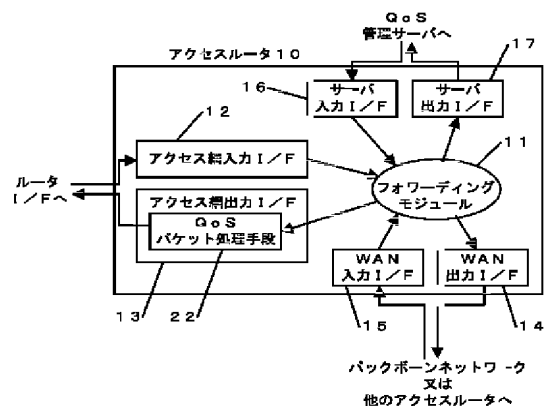 QoS
管理サーバへ
アクセスルータ10
17
16
サーバ
入力I/F
サーバ
出力I/F
12
11
アクセス網入力I/F
ルータ
I/Fへ
フォワーディング
モジュール
アクセス網出力I/F
QoS
パケット処理手段
WAN
入力I/F
WAN
出力I/F
13
22
15
14
バックボーンネットワーク
又は
他のアクセスルータへ